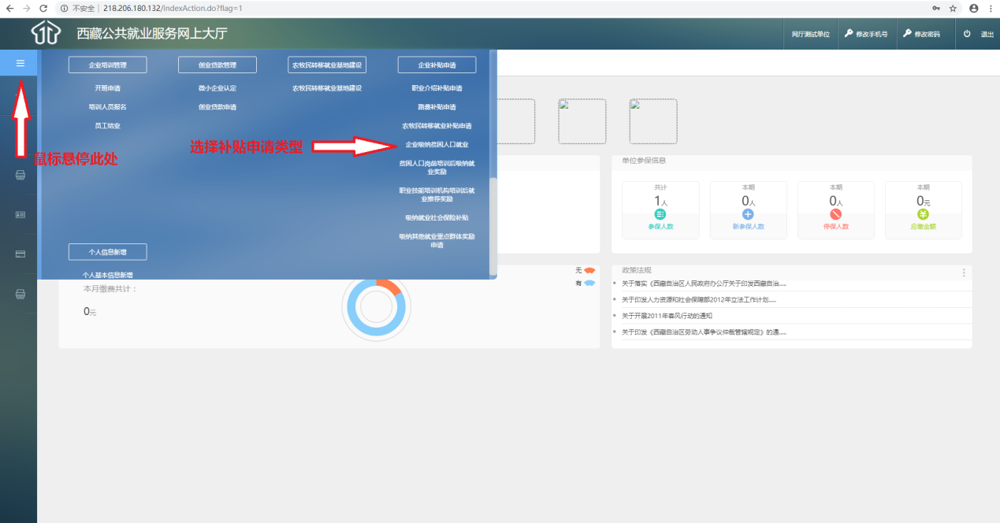 不安全 | 218.206.180.132/indexAction.do?flag=1
西藏公共就业服务网上大厅
网厅测试单位
修改手机号
修改密码
退出
企业培训管理
开班申请
培训人员报名
员工结业
创业贷款管理
微小企业认定
创业贷款申请
农牧民转移就业基地建设
农牧民转移就业基地建设
企业补贴申请
职业介绍补贴申请
路费补贴申请
农牧民转移就业补贴申请
企业吸纳贫困人口就业
贫困人口岗前培训后吸纳就
业奖励
职业技能培训机构培训后就
业推荐奖励
吸纳就业社会保险补贴
吸纳其他就业重点群体奖励
申请
选择补贴申请类型
鼠标悬停此处
个人信息新增
个人基本信息新增
本月缴费共计：
0元
无
有
单位参保信息
共计
1人
参保人数
本期
0人
新参保人数
本期
0人
停保人数
本期
0元
应缴金额
政策法规
关于落实《西藏自治区人民政府办公厅关于印发西藏自治.....
关于印发人力资源和社会保障部2012年立法工作计划.....
关于开展2011年春风行动的通知
关于印发《西藏自治区劳动人事争议仲裁管辖规定》的通.....